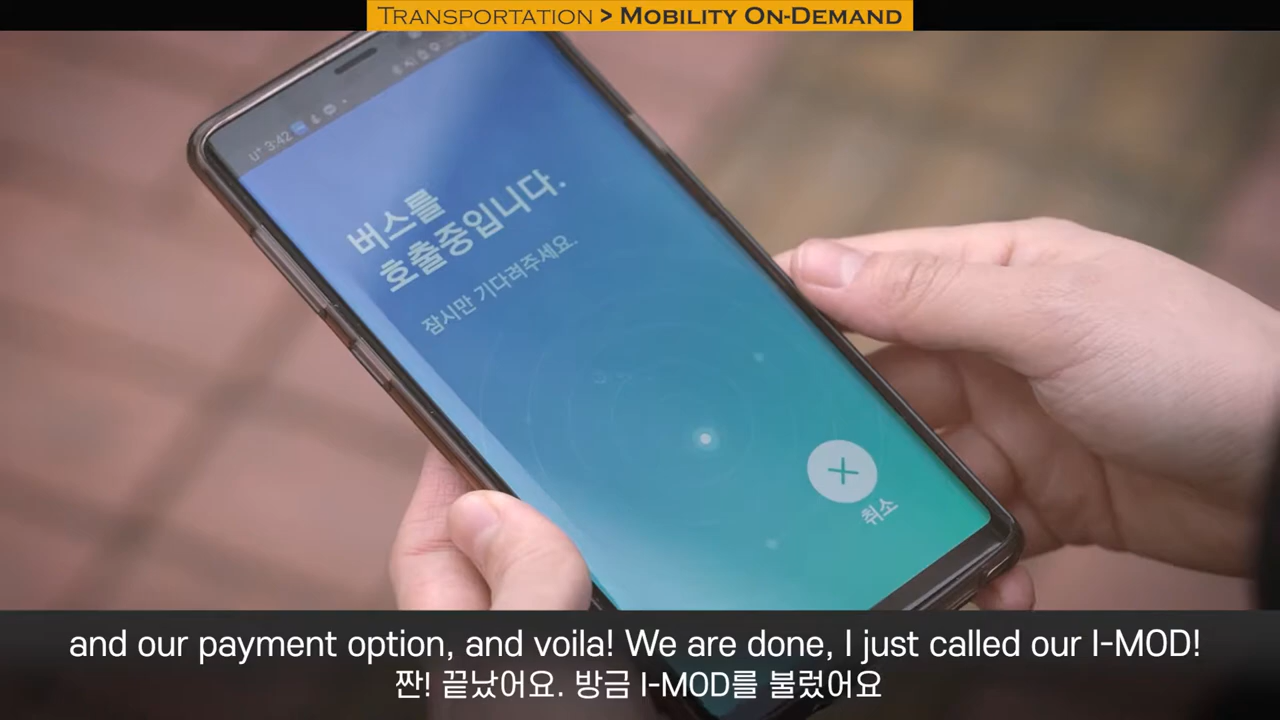 TRANSPORTATION > MOBILITY ON-DEMAND
U+ 3:42
버스를
호출중입니다.
잠시만 기다려주세요.
취소
and our payment option, and voila! We are done, I just called our I-MOD!
짠! 끝났어요. 방금 I-MOD를 불렀어요